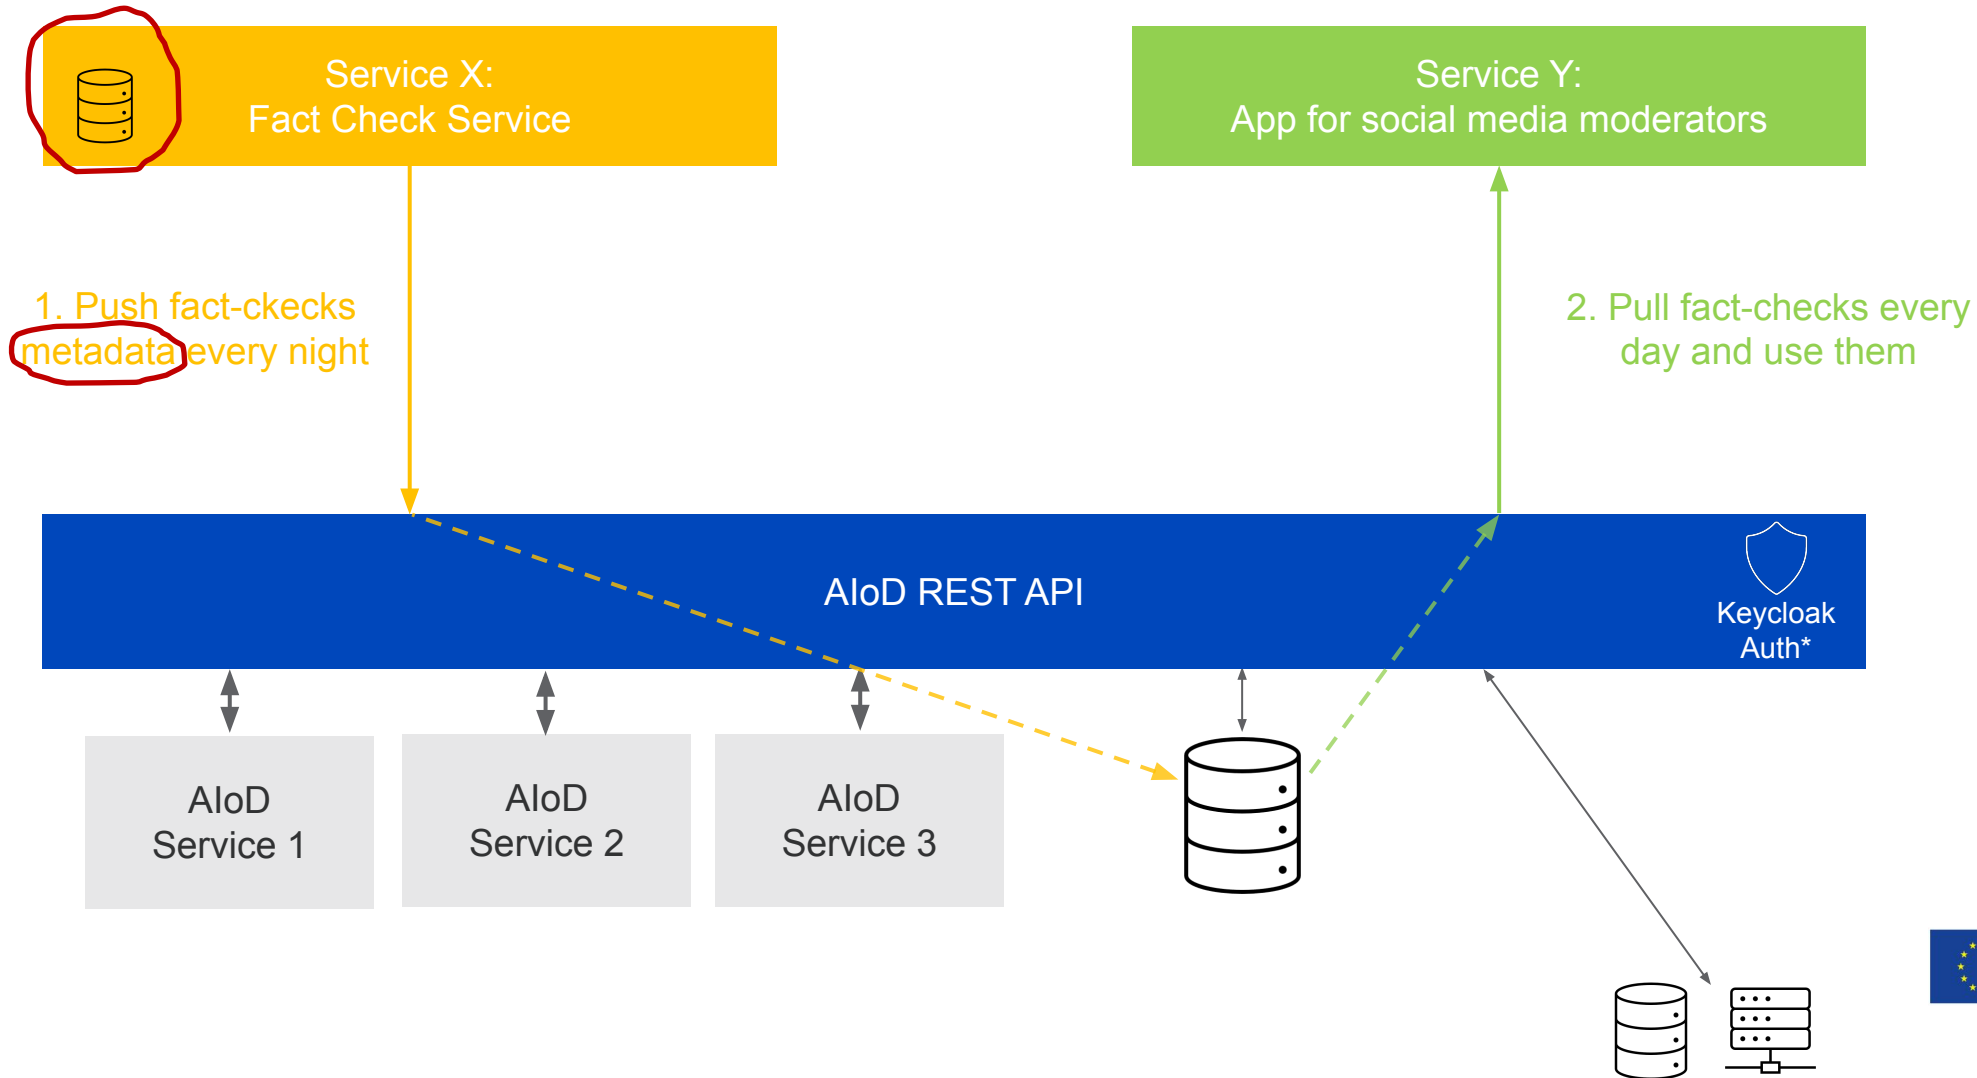 Service X:
Fact Check Service
Service Y:
App for social media moderators
1. Push fact-ckecks
metadata every night
2. Pull fact-checks every
day and use them
AIoD REST API
Keycloak
Auth*
AIoD
Service 1
AIoD
Service 2
AIoD
Service 3